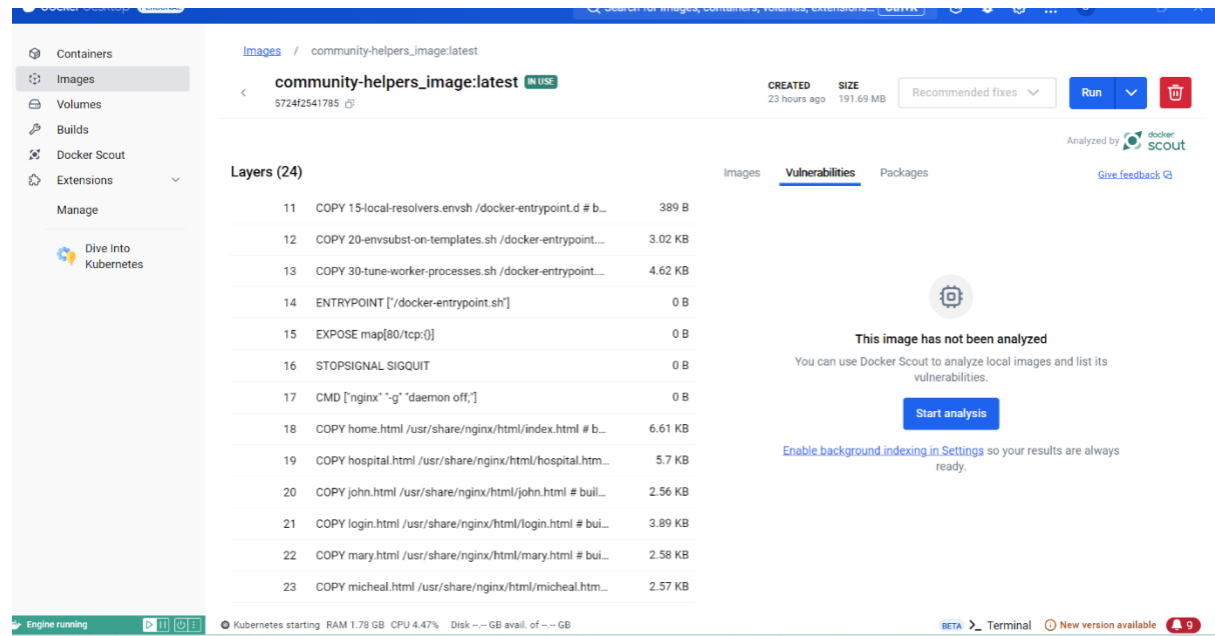 Docker Desktop PERSONAL
Search for images, containers, volumes, extensions... Ctrl+K
Containers
Images
Volumes
Builds
Docker Scout
Extensions
Manage
Dive Into
Kubernetes
Images / community-helpers_image:latest
community-helpers_image:latest IN USE
5724f2541785
CREATED
23 hours ago
SIZE
191.69 MB
Recommended fixes
Run
Analyzed by docker scout
Layers (24)
11 COPY 15-local-resolvers.envsh /docker-entrypoint.d # b... 389 B
12 COPY 20-envsubst-on-templates.sh /docker-entrypoint.... 3.02 KB
13 COPY 30-tune-worker-processes.sh /docker-entrypoint.... 4.62 KB
14 ENTRYPOINT ["/docker-entrypoint.sh"] 0 B
15 EXPOSE map[80/tcp:{}] 0 B
16 STOPSIGNAL SIGQUIT 0 B
17 CMD ["nginx" "-g" "daemon off;"] 0 B
18 COPY home.html /usr/share/nginx/html/index.html # b... 6.61 KB
19 COPY hospital.html /usr/share/nginx/html/hospital.htm... 5.7 KB
20 COPY john.html /usr/share/nginx/html/john.html # buil... 2.56 KB
21 COPY login.html /usr/share/nginx/html/login.html # bui... 3.89 KB
22 COPY mary.html /usr/share/nginx/html/mary.html # bui... 2.58 KB
23 COPY micheal.html /usr/share/nginx/html/micheal.htm... 2.57 KB
Images Vulnerabilities Packages
Give feedback
This image has not been analyzed
You can use Docker Scout to analyze local images and list its
vulnerabilities.
Start analysis
Enable background indexing in Settings so your results are always
ready.
Engine running
Kubernetes starting RAM 1.78 GB CPU 4.47% Disk --.-- GB avail. of --.-- GB
BETA >_ Terminal
New version available
9